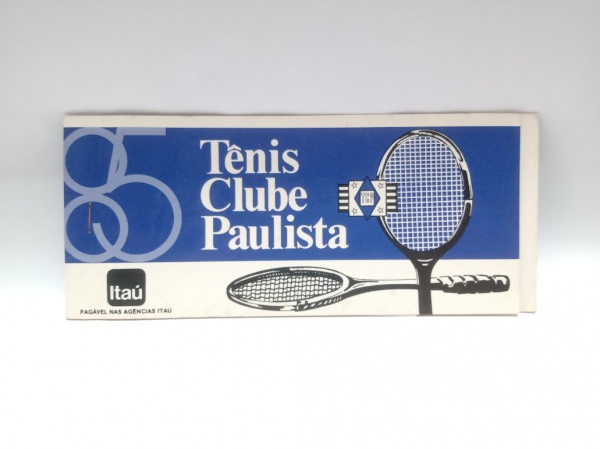 85
Tênis
Clube
Paulista
Itaú
PAGÁVEL NAS AGÊNCIAS ITAÚ